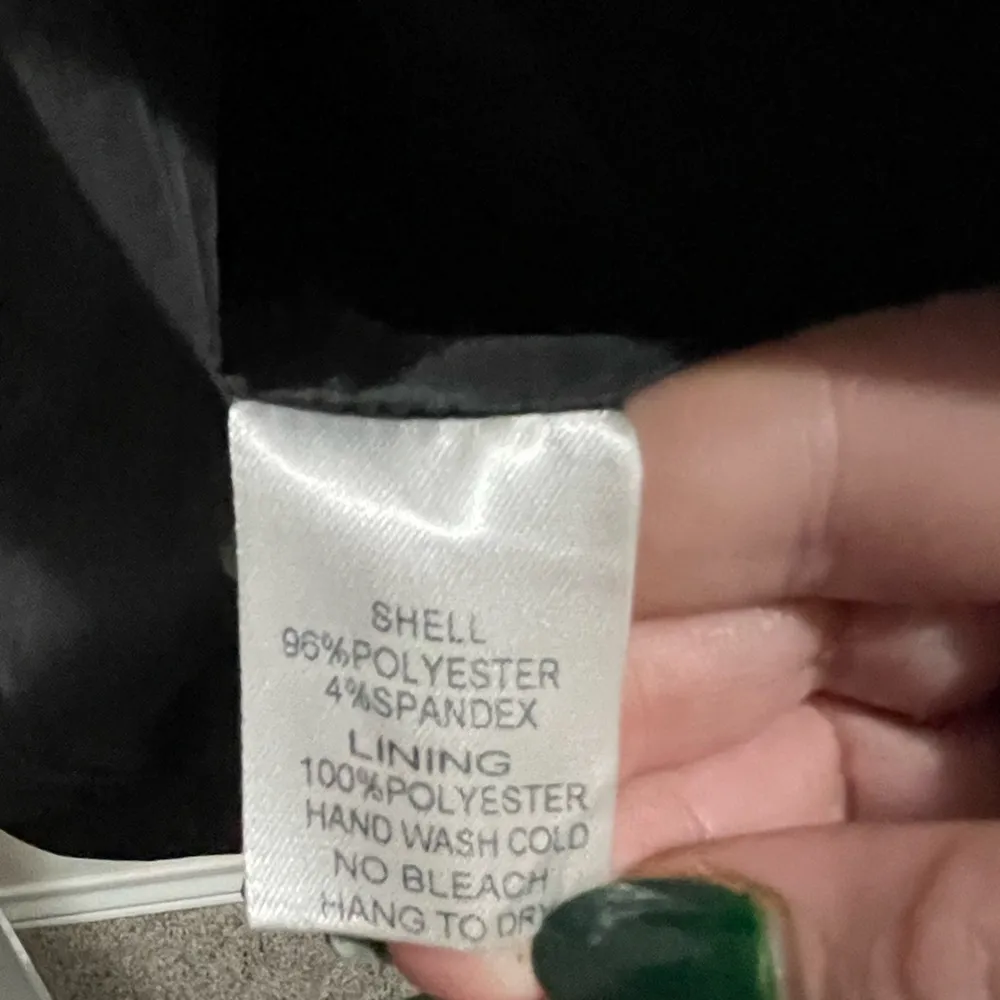 SHELL
96%POLYESTER
4%SPANDEX
LINING
100%POLYESTER
HAND WASH COLD
NO BLEACH
HANG TO DRY